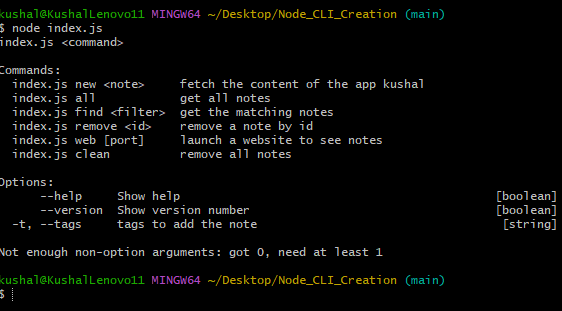 kushal@KushalLenovo11 MINGW64 ~/Desktop/Node_CLI_Creation (main)
$ node index.js
index.js <command>
Commands:
index.js new <note> fetch the content of the app kushal
index.js all get all notes
index.js find <filter> get the matching notes
index.js remove <id> remove a note by id
index.js web [port] launch a website to see notes
index.js clean remove all notes
Options:
--help Show help [boolean]
--version Show version number [boolean]
-t, --tags tags to add the note [string]
Not enough non-option arguments: got 0, need at least 1
kushal@KushalLenovo11 MINGW64 ~/Desktop/Node_CLI_Creation (main)
$